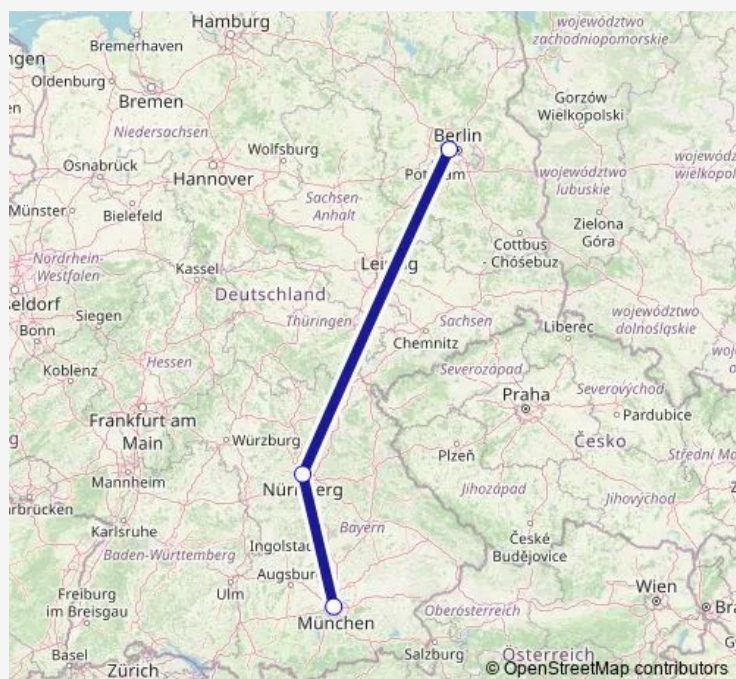 Hamburg
województwo
zachodniopomorskie
Bremerhaven
Oldenburg
Bremen
Gorzów
Wielkopolski
Berlin
Niedersachsen
Wolfsburg
Osnabrück
Hannover
województwo
lubuskie
Münster
Bielefeld
Sachsen-
Anhalt
Zielona
Góra
Cottbus
- Chóśebuz
Nordrhein-
Westfalen
Kassel
Deutschland
Siegen
Bonn
Thüringen
Sachsen
województwo
dolnośląskie
Chemnitz
Liberec
Koblenz
Hessen
Severozápad
Praha
Severovýchod
Frankfurt am
Main
Pardubice
Würzburg
Česko
Plzeň
Mannheim
Jihozápad
Jihovýchod
Karlsruhe
Bayern
České
Budějovice
Baden-Württemberg
Ulm
Freiburg
im Breisgau
München
Oberösterreich
Wien
Basel
Zürich
Salzburg
Österreich
© OpenStreetMap contributors